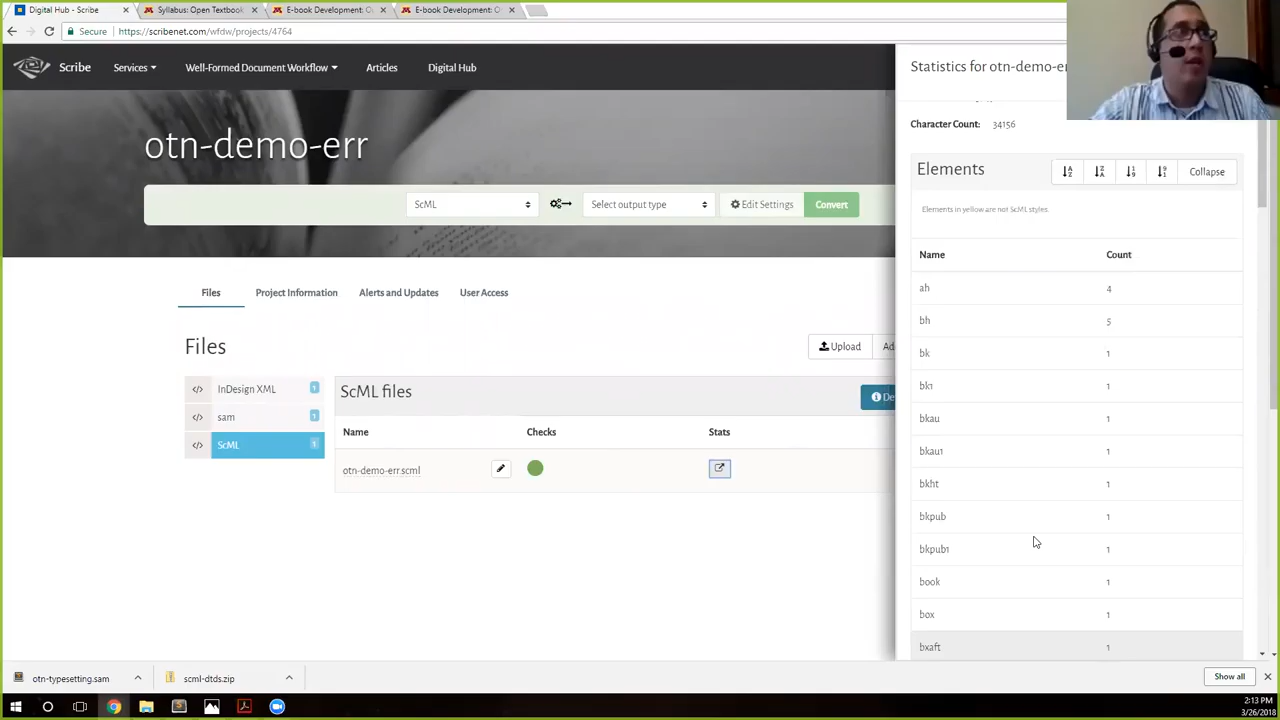 Digital Hub - Scribe
Syllabus: Open Textbook
E-book Development: O
E-book Development: O
Secure
https://scribenet.com/wfdw/projects/4764
Scribe
Services
Well-Formed Document Workflow
Articles
Digital Hub
Statistics for otn-demo-er
otn-demo-err
Character Count: 34156
ScML
Select output type
Edit Settings
Convert
Elements
Collapse
Elements in yellow are not ScML styles.
Name Count
ah 4
bh 5
bk 1
bk1 1
bkau 1
bkau1 1
bkht 1
bkpub 1
bkpub1 1
book 1
box 1
bxaft 1
Files
Project Information
Alerts and Updates
User Access
Files
Upload
Ad
InDesign XML 1
sam 1
ScML 1
ScML files
De
Name Checks Stats
otn-demo-err.scml
otn-typesetting.sam
scml-dtds.zip
Show all
2:13 PM
3/26/2018